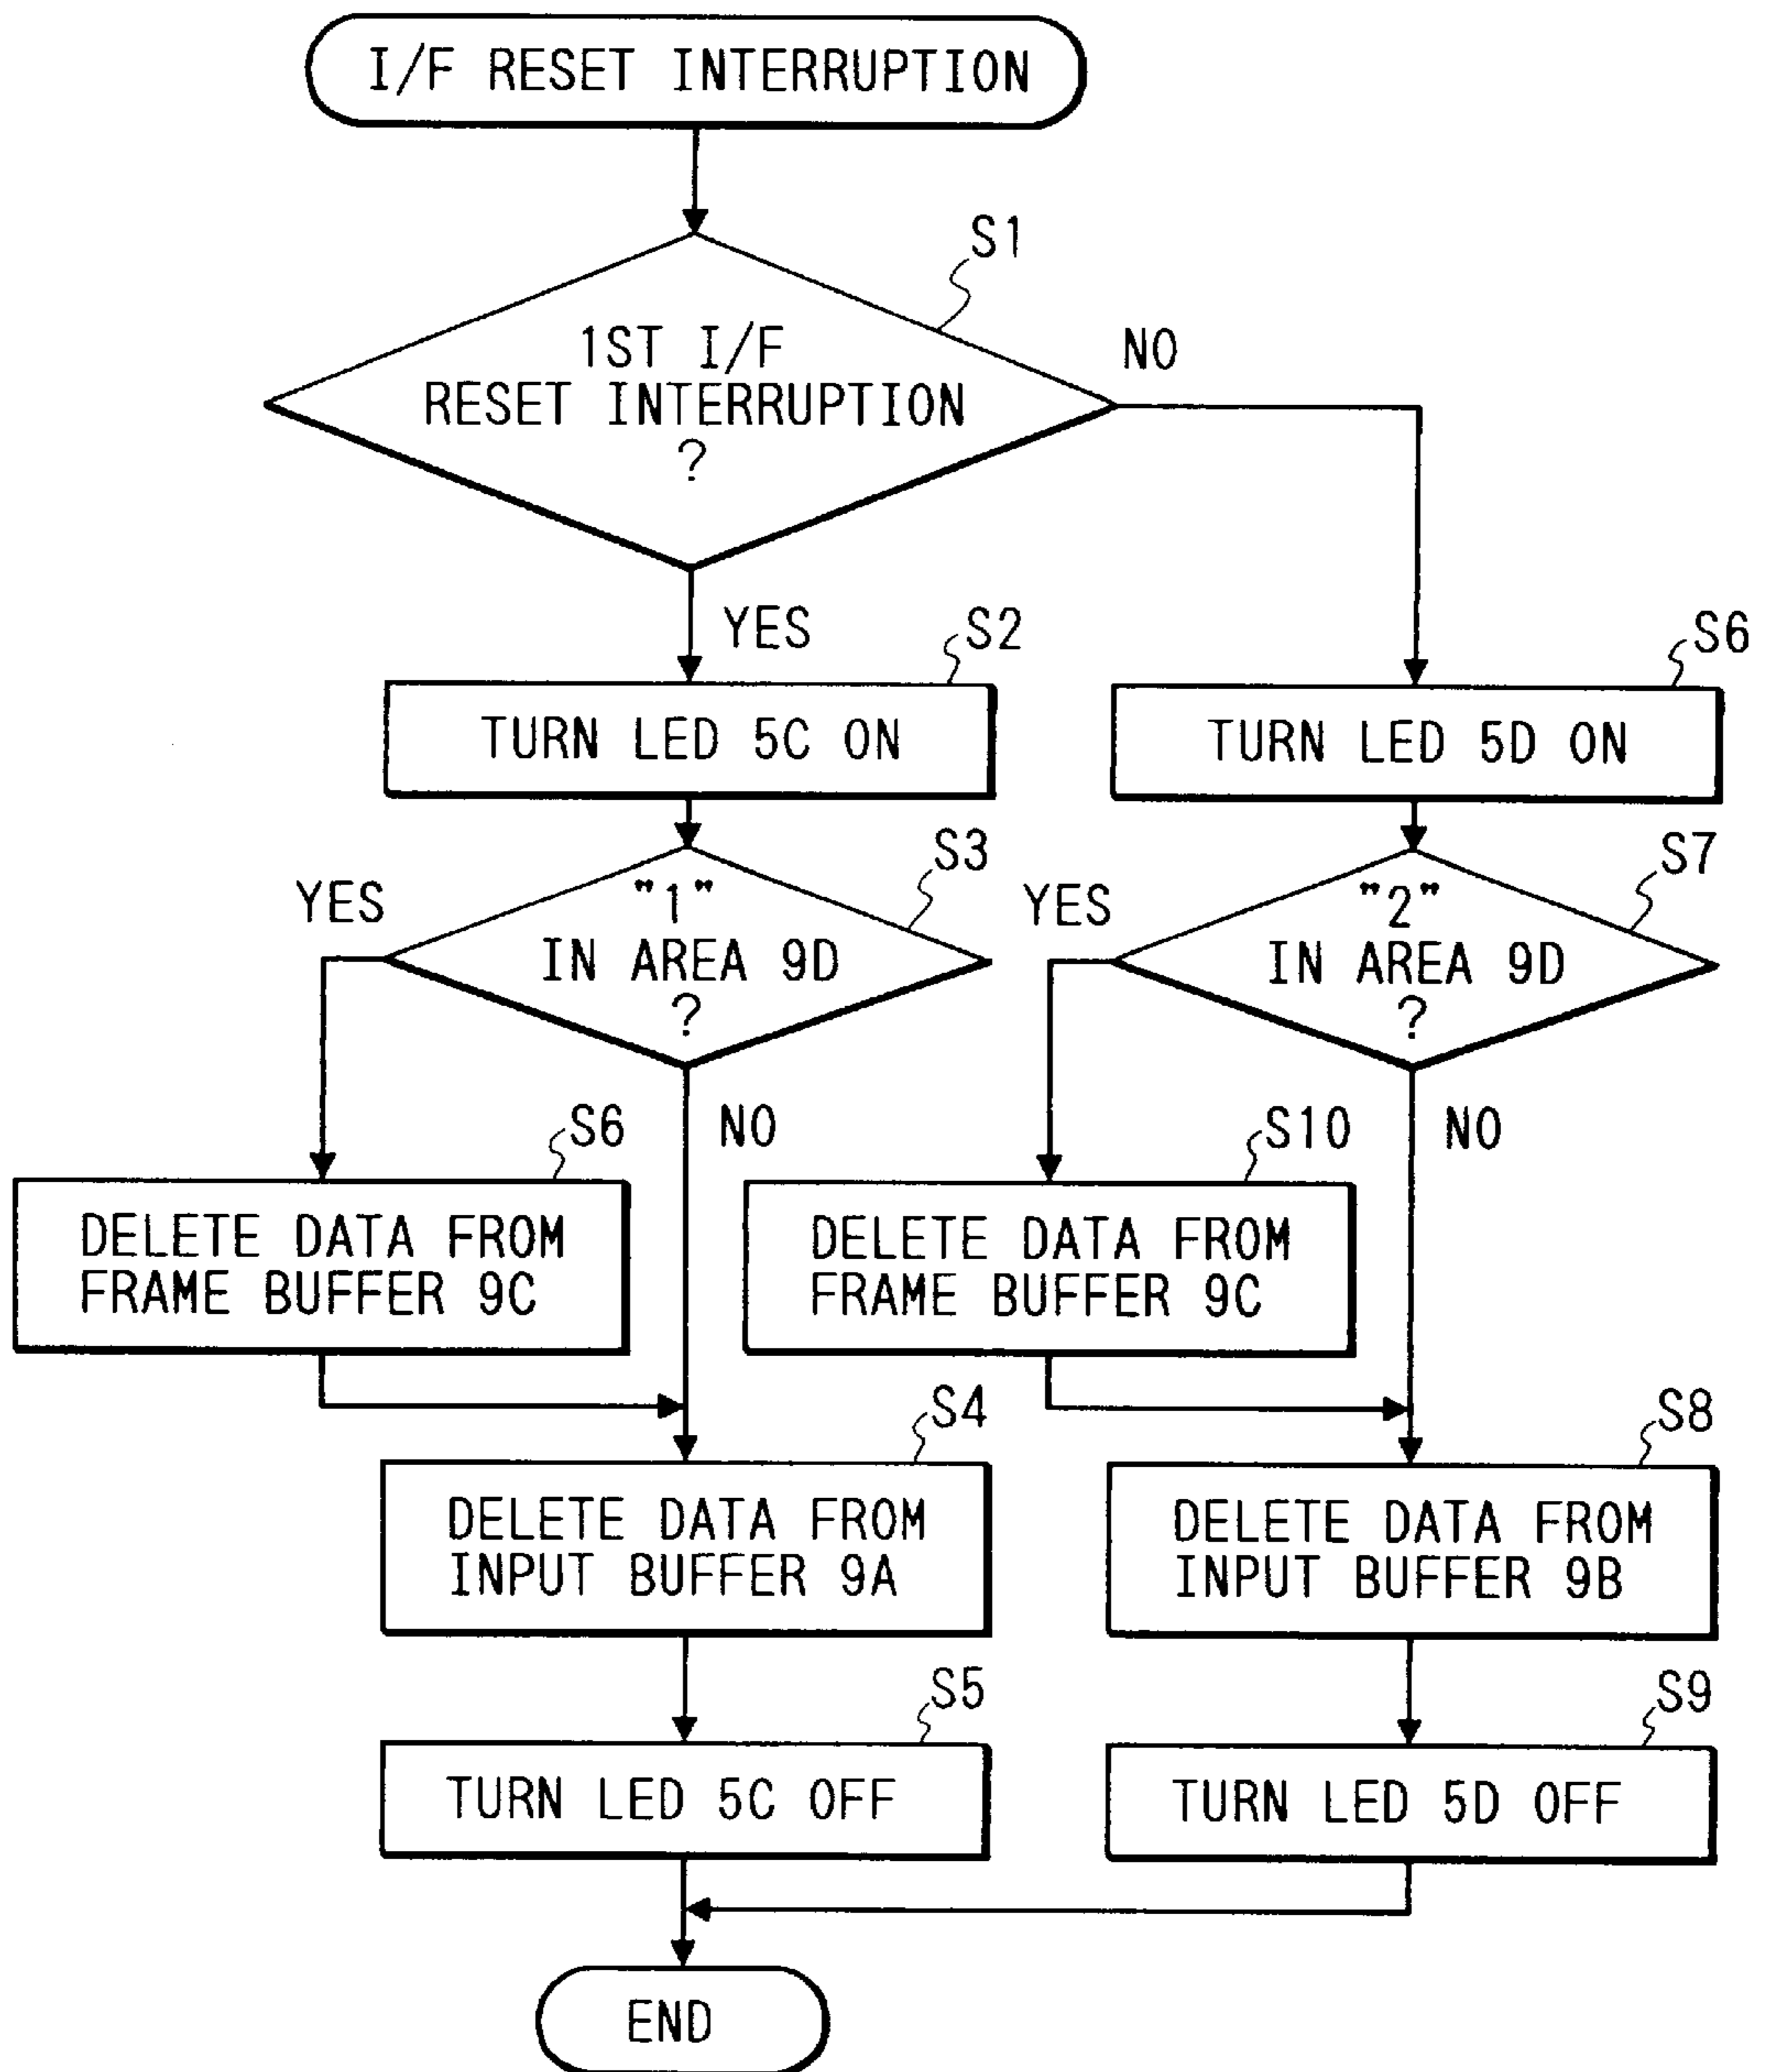 I/F RESET INTERRUPTION
S1
1ST I/F
RESET INTERRUPTION
?
NO
YES
S2
TURN LED 5C ON
S6
TURN LED 5D ON
S3
YES
"1"
IN AREA 9D
?
NO
S7
YES
"2"
IN AREA 9D
?
NO
S6
DELETE DATA FROM
FRAME BUFFER 9C
S10
DELETE DATA FROM
FRAME BUFFER 9C
S4
DELETE DATA FROM
INPUT BUFFER 9A
S8
DELETE DATA FROM
INPUT BUFFER 9B
S5
TURN LED 5C OFF
S9
TURN LED 5D OFF
END